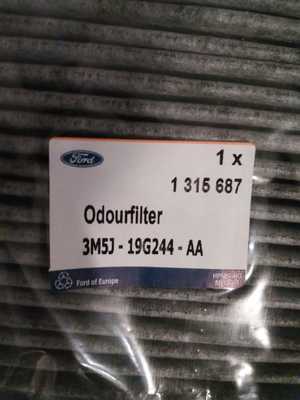 Ford
1 x
1 315 687
Odourfilter
3M5J - 19G244 - AA
Ford of Europe